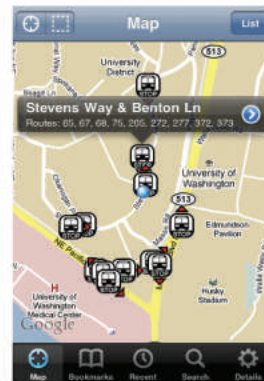 Map
List
University
District
513
Stevens Way & Benton Ln
Routes: 65, 67, 68, 75, 205, 272, 277, 372, 373
STOP
University of
Washington
513
Edmundson
Pavilion
NE Pacific
University of
Washington
Medical Center
Husky
Stadium
Google
Map
Bookmarks
Recent
Search
Details